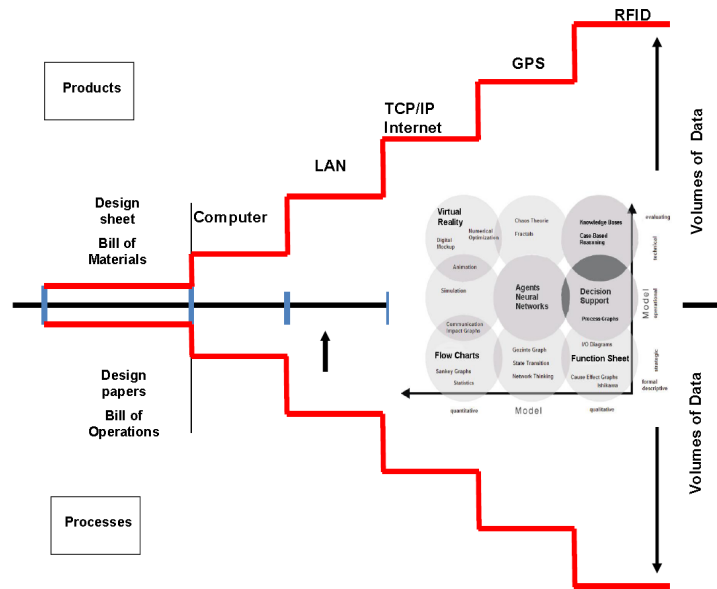 RFID
GPS
TCP/IP
Internet
LAN
Computer
Products
Design
sheet
Bill of
Materials
Design
papers
Bill of
Operations
Processes
Volumes of Data
Volumes of Data
Virtual
Reality
Digital
Mockup
Numerical
Optimization
Chaos Theorie
Fractals
Knowledge Bases
Case Based
Reasoning
Animation
Simulation
Agents
Neural
Networks
Decision
Support
Process-Graphs
Communication
Impact Graphs
Flow Charts
Sankey Graphs
Statistics
Gozinto Graph
State Transition
Network Thinking
I/O Diagrams
Function Sheet
Cause Effect Graphs
Ishikawa
evaluating
technical
operational
Model
strategic
formal
descriptive
quantitative
Model
qualitative